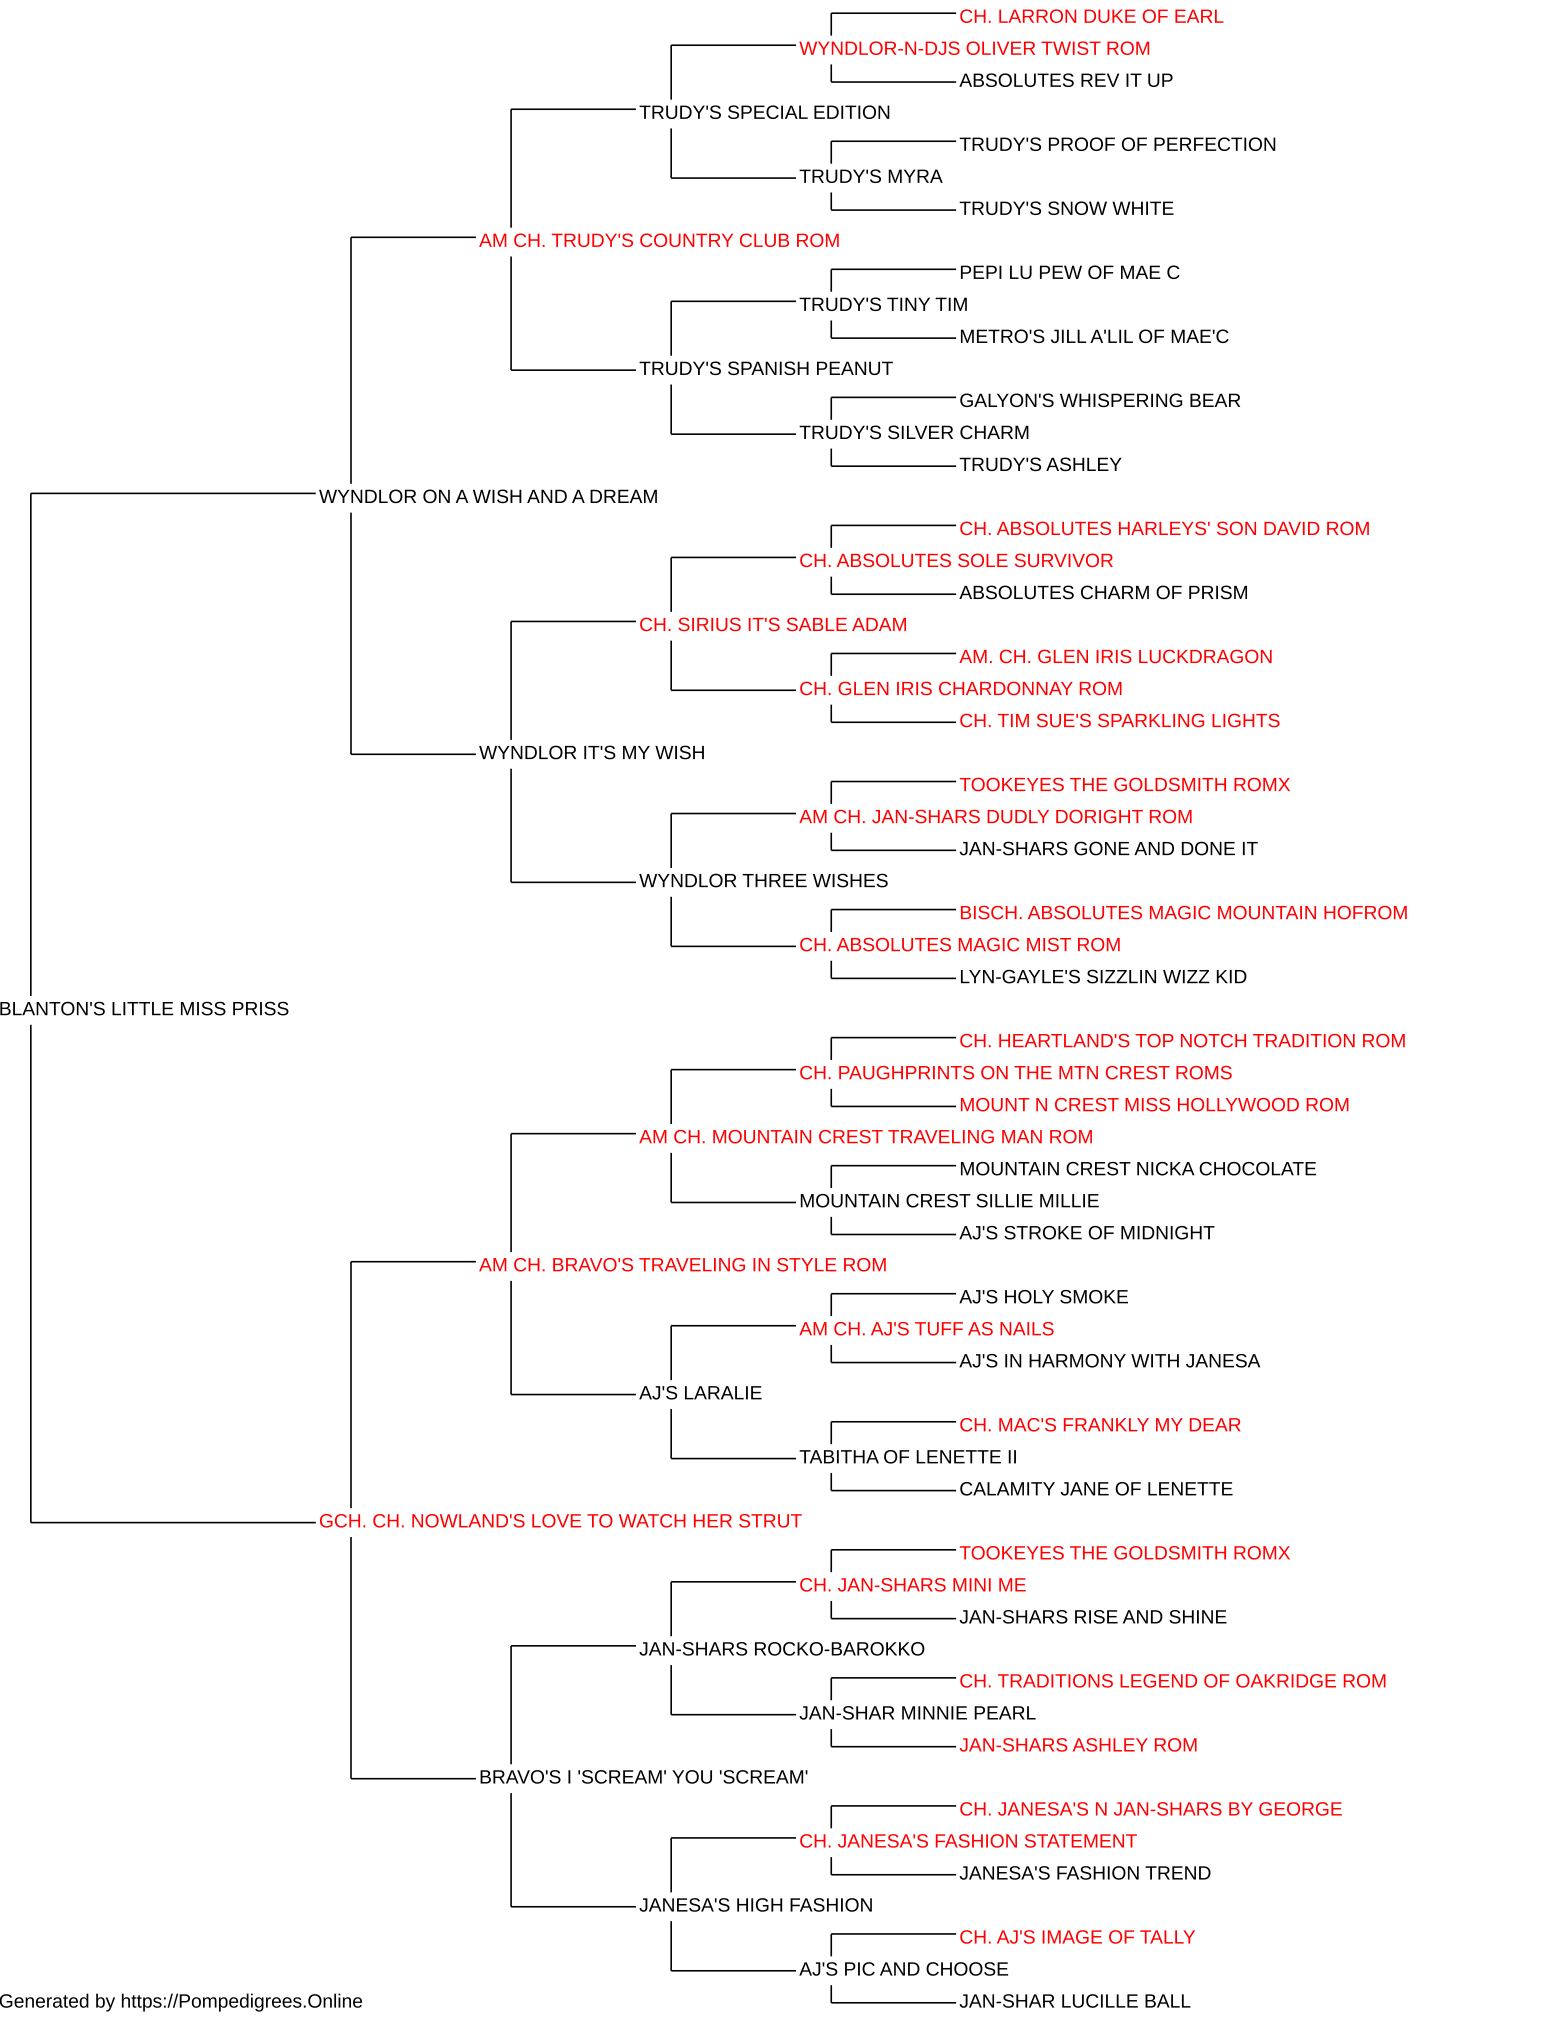 CH. LARRON DUKE OF EARL
WYNDLOR-N-DJS OLIVER TWIST ROM
ABSOLUTES REV IT UP
TRUDY'S SPECIAL EDITION
TRUDY'S PROOF OF PERFECTION
TRUDY'S MYRA
TRUDY'S SNOW WHITE
AM CH. TRUDY'S COUNTRY CLUB ROM
PEPI LU PEW OF MAE C
TRUDY'S TINY TIM
METRO'S JILL A'LIL OF MAE'C
TRUDY'S SPANISH PEANUT
GALYON'S WHISPERING BEAR
TRUDY'S SILVER CHARM
TRUDY'S ASHLEY
WYNDLOR ON A WISH AND A DREAM
CH. ABSOLUTES HARLEYS' SON DAVID ROM
CH. ABSOLUTES SOLE SURVIVOR
ABSOLUTES CHARM OF PRISM
CH. SIRIUS IT'S SABLE ADAM
AM. CH. GLEN IRIS LUCKDRAGON
CH. GLEN IRIS CHARDONNAY ROM
CH. TIM SUE'S SPARKLING LIGHTS
WYNDLOR IT'S MY WISH
TOOKEYES THE GOLDSMITH ROMX
AM CH. JAN-SHARS DUDLY DORIGHT ROM
JAN-SHARS GONE AND DONE IT
WYNDLOR THREE WISHES
BISCH. ABSOLUTES MAGIC MOUNTAIN HOFROM
CH. ABSOLUTES MAGIC MIST ROM
LYN-GAYLE'S SIZZLIN WIZZ KID
BLANTON'S LITTLE MISS PRISS
CH. HEARTLAND'S TOP NOTCH TRADITION ROM
CH. PAUGHPRINTS ON THE MTN CREST ROMS
MOUNT N CREST MISS HOLLYWOOD ROM
AM CH. MOUNTAIN CREST TRAVELING MAN ROM
MOUNTAIN CREST NICKA CHOCOLATE
MOUNTAIN CREST SILLIE MILLIE
AJ'S STROKE OF MIDNIGHT
AM CH. BRAVO'S TRAVELING IN STYLE ROM
AJ'S HOLY SMOKE
AM CH. AJ'S TUFF AS NAILS
AJ'S IN HARMONY WITH JANESA
AJ'S LARALIE
CH. MAC'S FRANKLY MY DEAR
TABITHA OF LENETTE II
CALAMITY JANE OF LENETTE
GCH. CH. NOWLAND'S LOVE TO WATCH HER STRUT
TOOKEYES THE GOLDSMITH ROMX
CH. JAN-SHARS MINI ME
JAN-SHARS RISE AND SHINE
JAN-SHARS ROCKO-BAROKKO
CH. TRADITIONS LEGEND OF OAKRIDGE ROM
JAN-SHAR MINNIE PEARL
JAN-SHARS ASHLEY ROM
BRAVO'S I 'SCREAM' YOU 'SCREAM'
CH. JANESA'S N JAN-SHARS BY GEORGE
CH. JANESA'S FASHION STATEMENT
JANESA'S FASHION TREND
JANESA'S HIGH FASHION
CH. AJ'S IMAGE OF TALLY
AJ'S PIC AND CHOOSE
JAN-SHAR LUCILLE BALL
Generated by https://Pompedigrees.Online